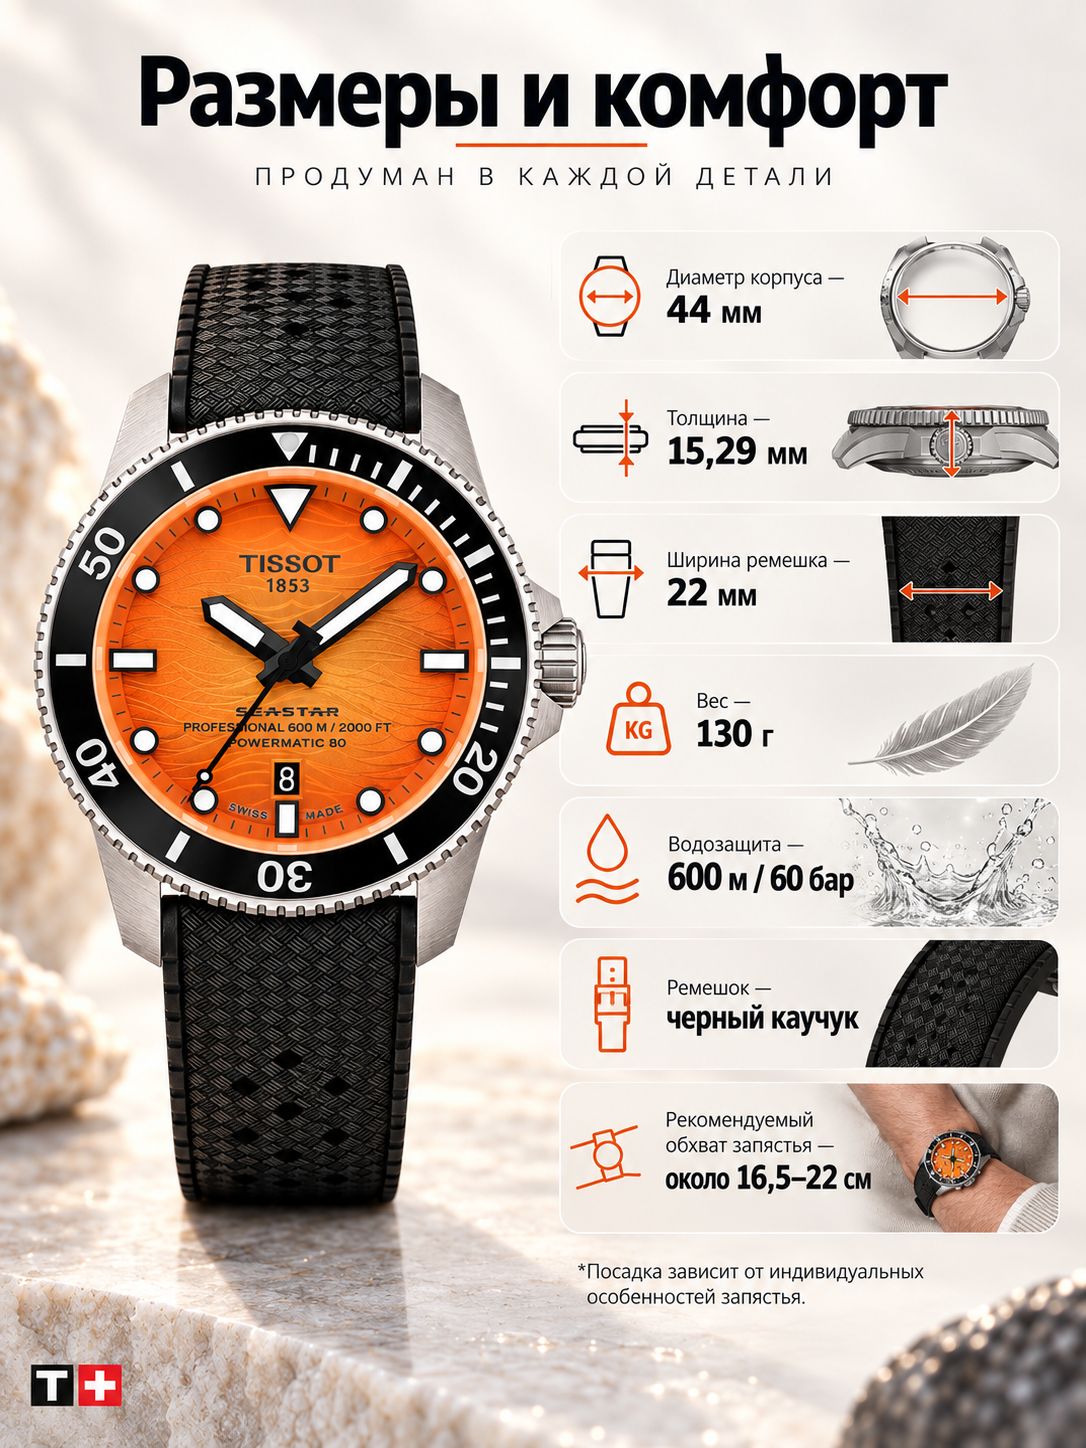 Размеры и комфорт
ПРОДУМАН В КАЖДОЙ ДЕТАЛИ
TISSOT
1853
SEASTAR
PROFESSIONAL 600 M / 2000 FT
POWERMATIC 80
8
SWISS MADE
50
40
30
20
Диаметр корпуса —
44 мм
Толщина —
15,29 мм
Ширина ремешка —
22 мм
KG
Вес —
130 г
Водозащита —
600 м / 60 бар
Ремешок —
черный каучук
Рекомендуемый
обхват запястья —
около 16,5–22 см
*Посадка зависит от индивидуальных
особенностей запястья.
T+